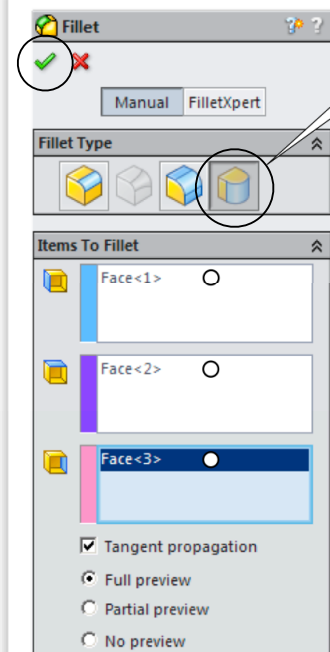 Fillet
Manual FilletXpert
Fillet Type
Items To Fillet
Face<1>
Face<2>
Face<3>
Tangent propagation
Full preview
Partial preview
No preview